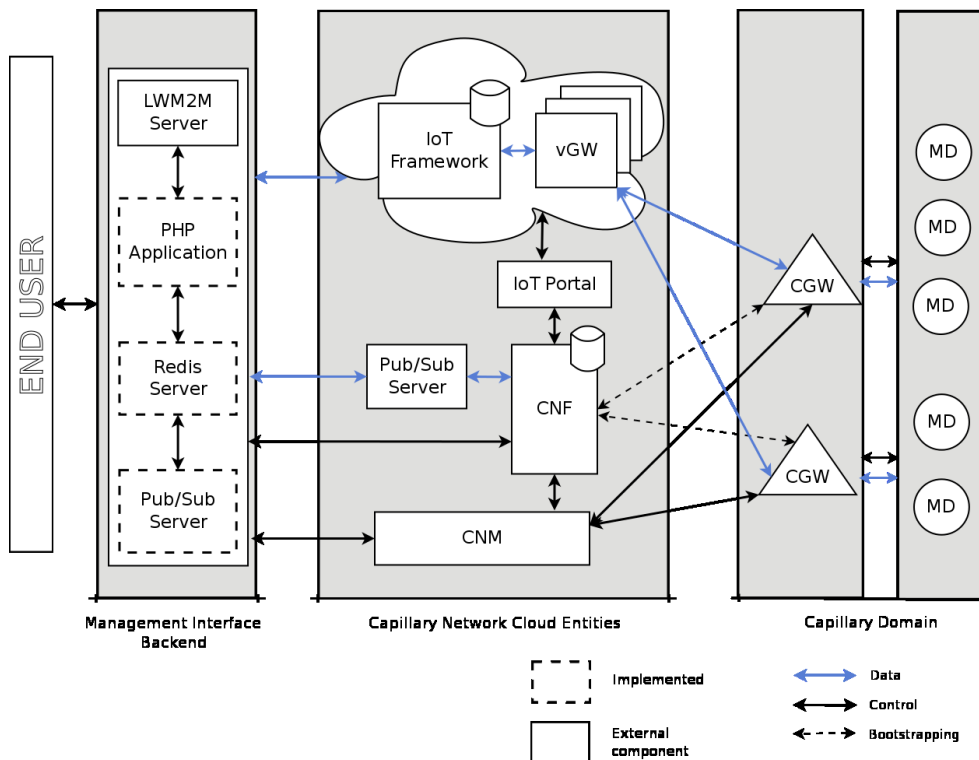 END USER
LWM2M
Server
PHP
Application
Redis
Server
Pub/Sub
Server
Management Interface
Backend
IoT
Framework
vGW
IoT Portal
Pub/Sub
Server
CNF
CNM
Capillary Network Cloud Entities
CGW
CGW
MD
MD
MD
MD
MD
Capillary Domain
Implemented
External
component
Data
Control
Bootstrapping